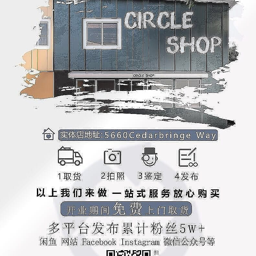 CIRCLE
SHOP
CIRCLE SHOP
实体店地址:5660Cedarbringe Way
1取货 2拍照 3鉴定 4发布
以上我们来做 一站式服务放心购买
开业期间免费上门取货
多平台发布累计粉丝5w+
闲鱼 网站 Facebook Instagram 微信公众号等